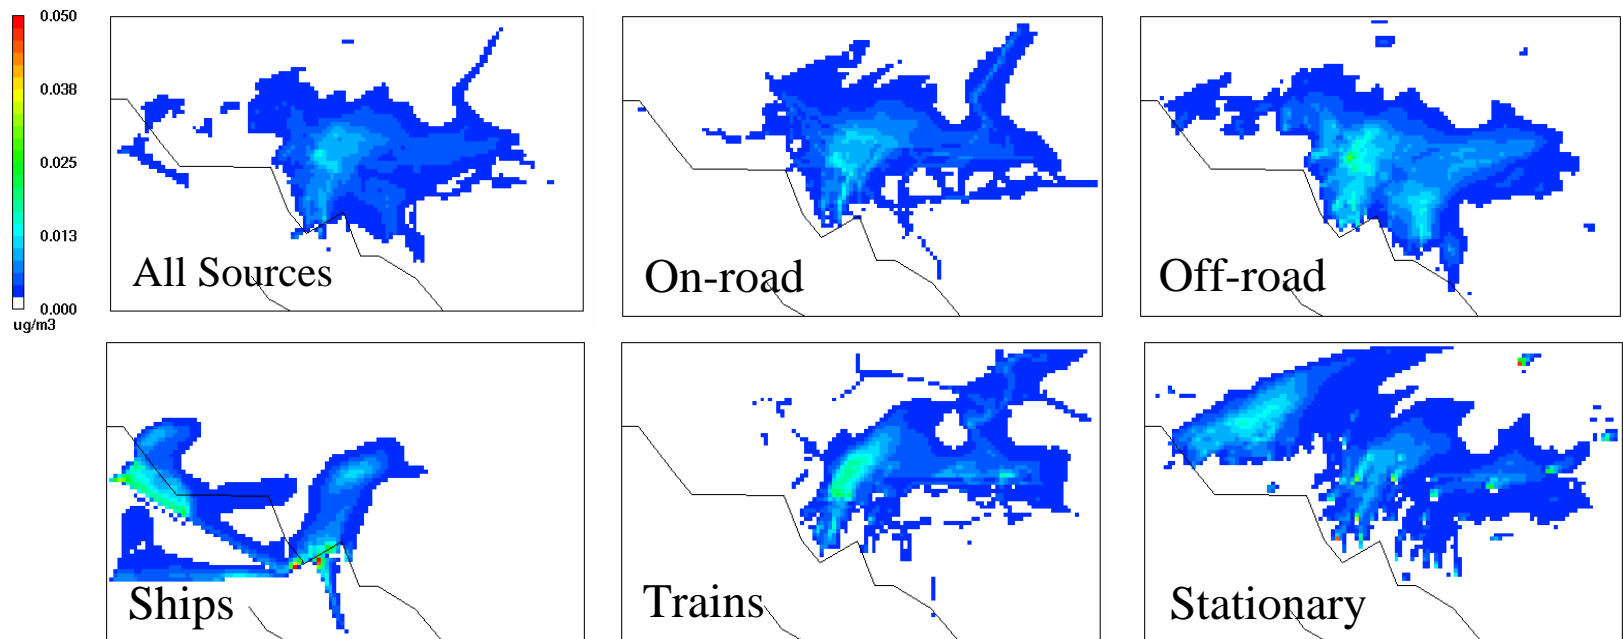 0.050
0.038
0.025
0.013
0.000
ug/m3
All Sources
On-road
Off-road
Ships
Trains
Stationary